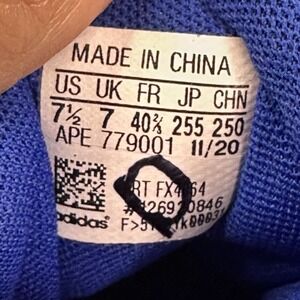 MADE IN CHINA
US UK FR JP CHN
7½ 7 40⅔ 255 250
APE 779001 11/20
adidas